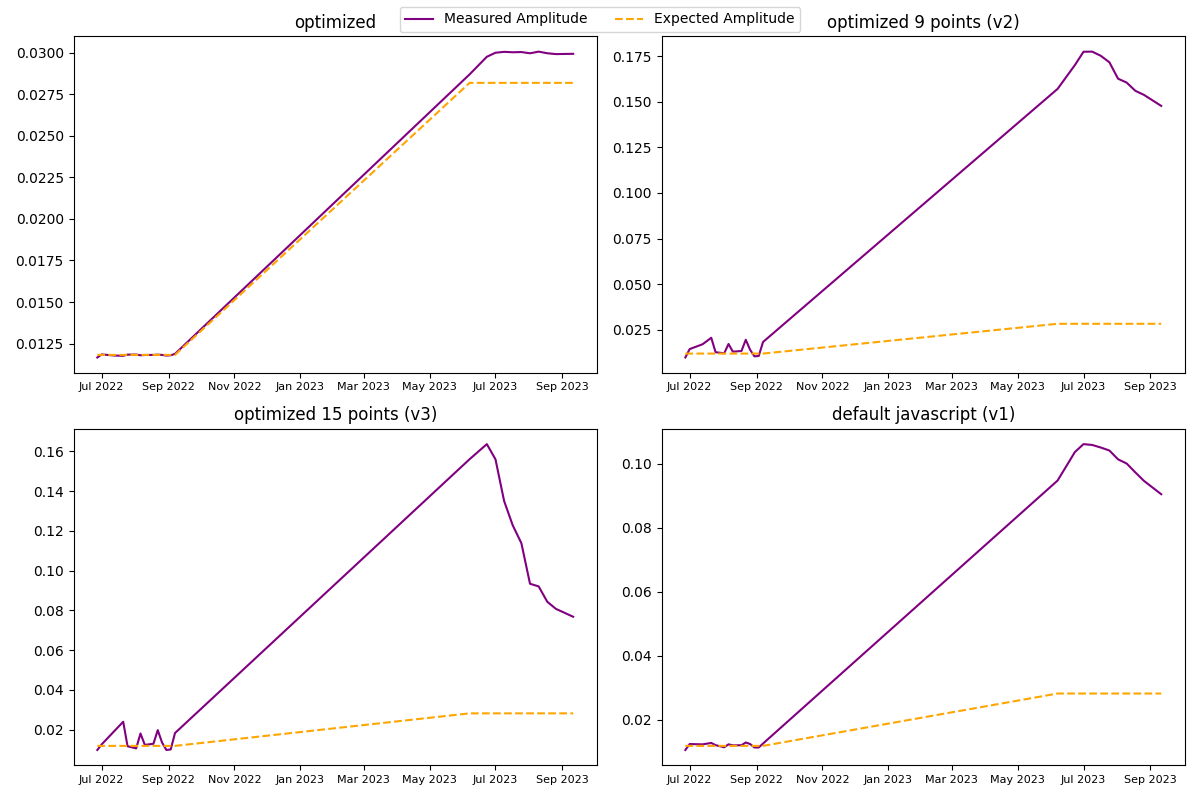 optimized
Measured Amplitude
Expected Amplitude
optimized 9 points (v2)
0.0300
0.0275
0.0250
0.0225
0.0200
0.0175
0.0150
0.0125
Jul 2022 Sep 2022 Nov 2022 Jan 2023 Mar 2023 May 2023 Jul 2023 Sep 2023
0.175
0.150
0.125
0.100
0.075
0.050
0.025
Jul 2022 Sep 2022 Nov 2022 Jan 2023 Mar 2023 May 2023 Jul 2023 Sep 2023
optimized 15 points (v3)
0.16
0.14
0.12
0.10
0.08
0.06
0.04
0.02
Jul 2022 Sep 2022 Nov 2022 Jan 2023 Mar 2023 May 2023 Jul 2023 Sep 2023
default javascript (v1)
0.10
0.08
0.06
0.04
0.02
Jul 2022 Sep 2022 Nov 2022 Jan 2023 Mar 2023 May 2023 Jul 2023 Sep 2023